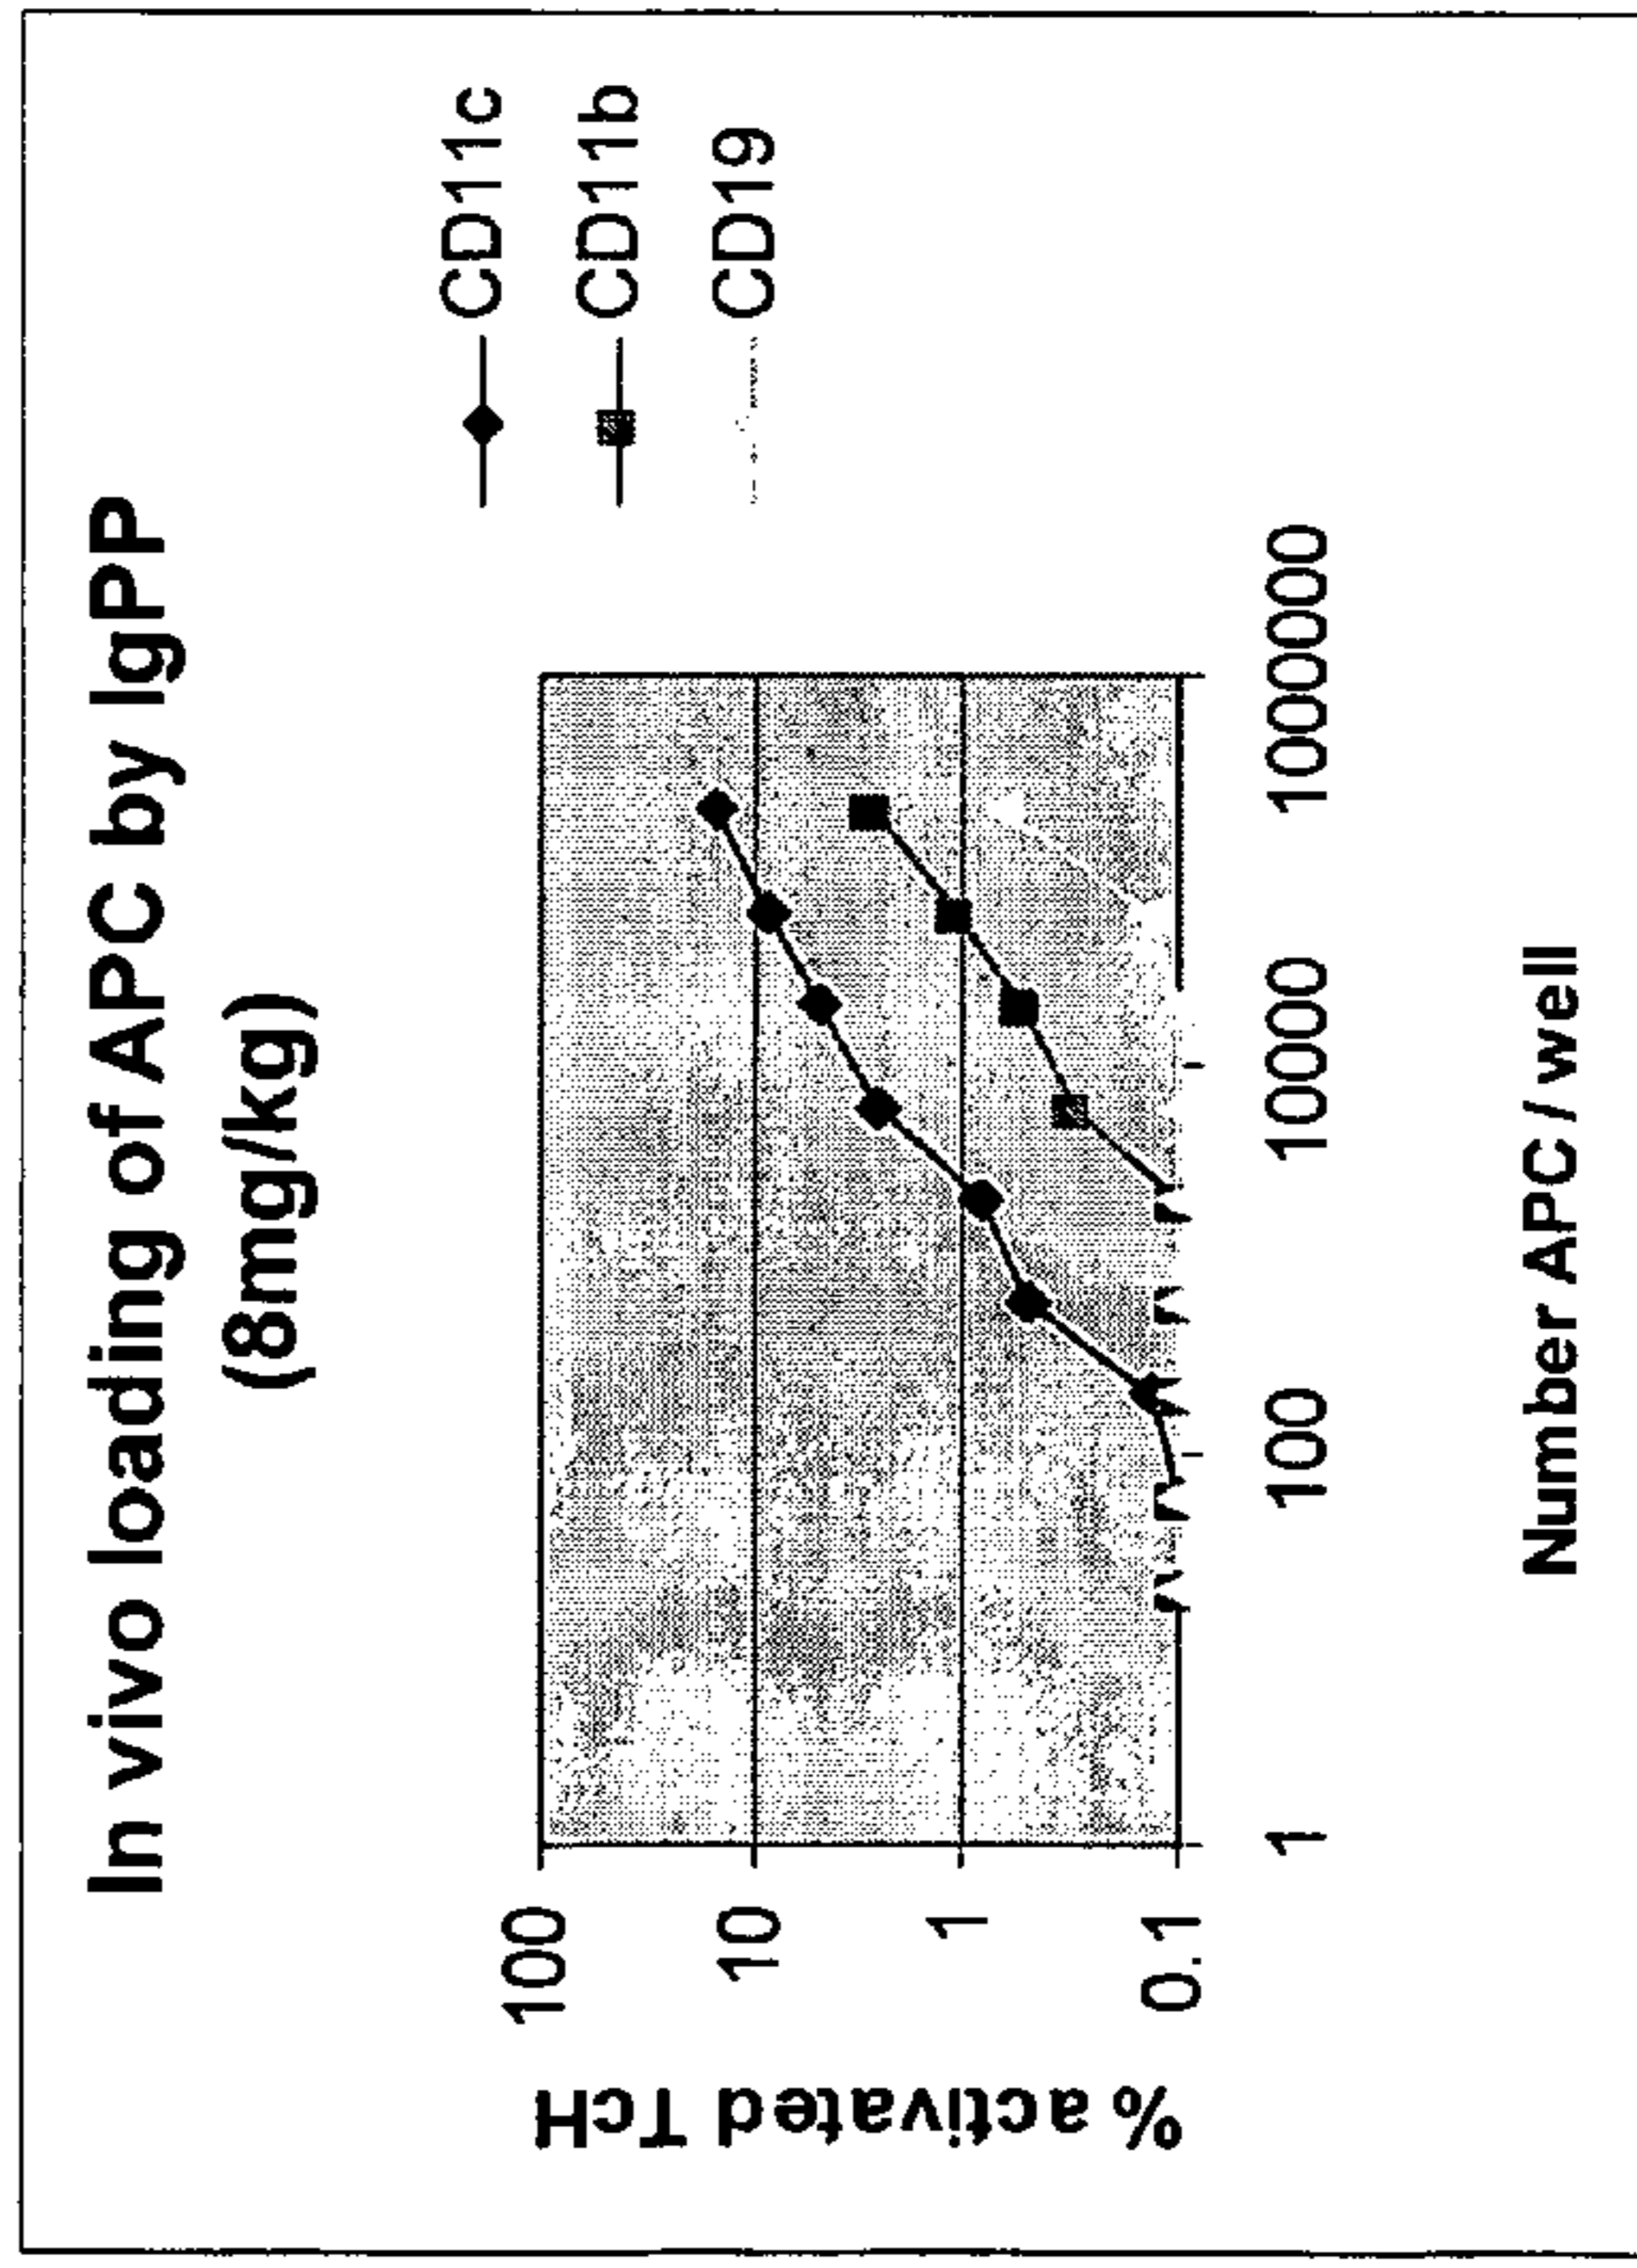 In vivo loading of APC by IgPP
(8mg/kg)
CD11c
CD11b
CD19
% activated TcH
100
10
1
0.1
1
100
10000
1000000
Number APC / well